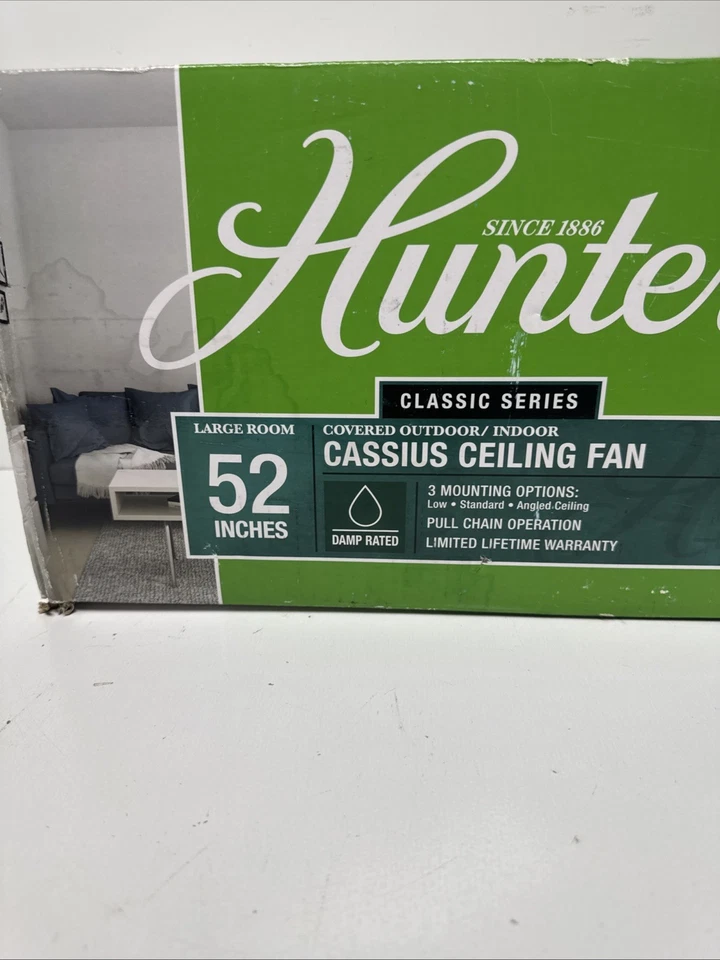 Hunter
SINCE 1886
CLASSIC SERIES
LARGE ROOM
52
INCHES
COVERED OUTDOOR/ INDOOR
CASSIUS CEILING FAN
DAMP RATED
3 MOUNTING OPTIONS:
Low • Standard • Angled Ceiling
PULL CHAIN OPERATION
LIMITED LIFETIME WARRANTY